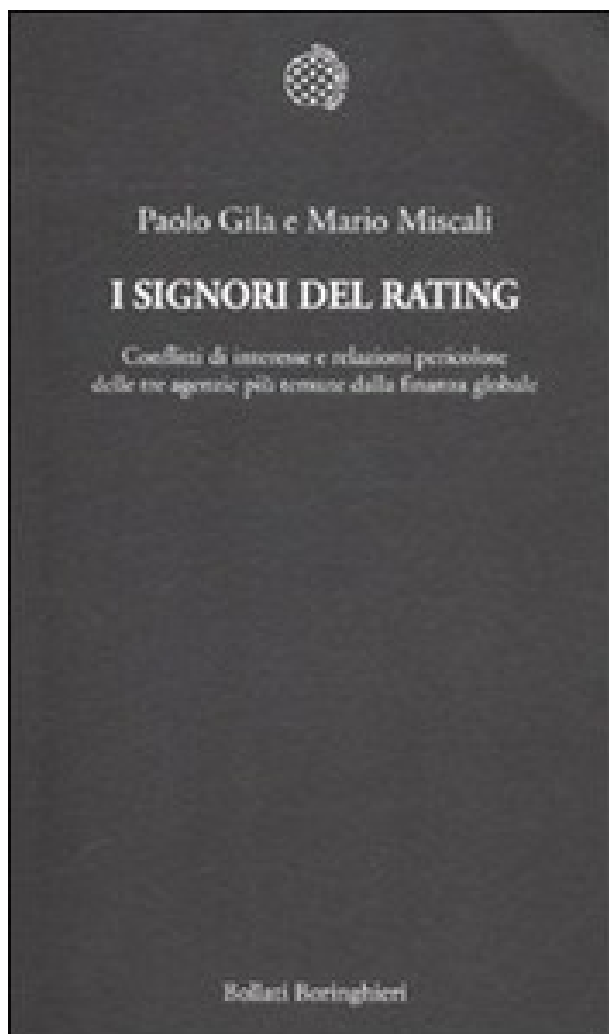 Paolo Gila e Mario Miscali
I SIGNORI DEL RATING
Conflitti di interesse e relazioni pericolose
delle tre agenzie più temute dalla finanza globale
Bollati Boringhieri